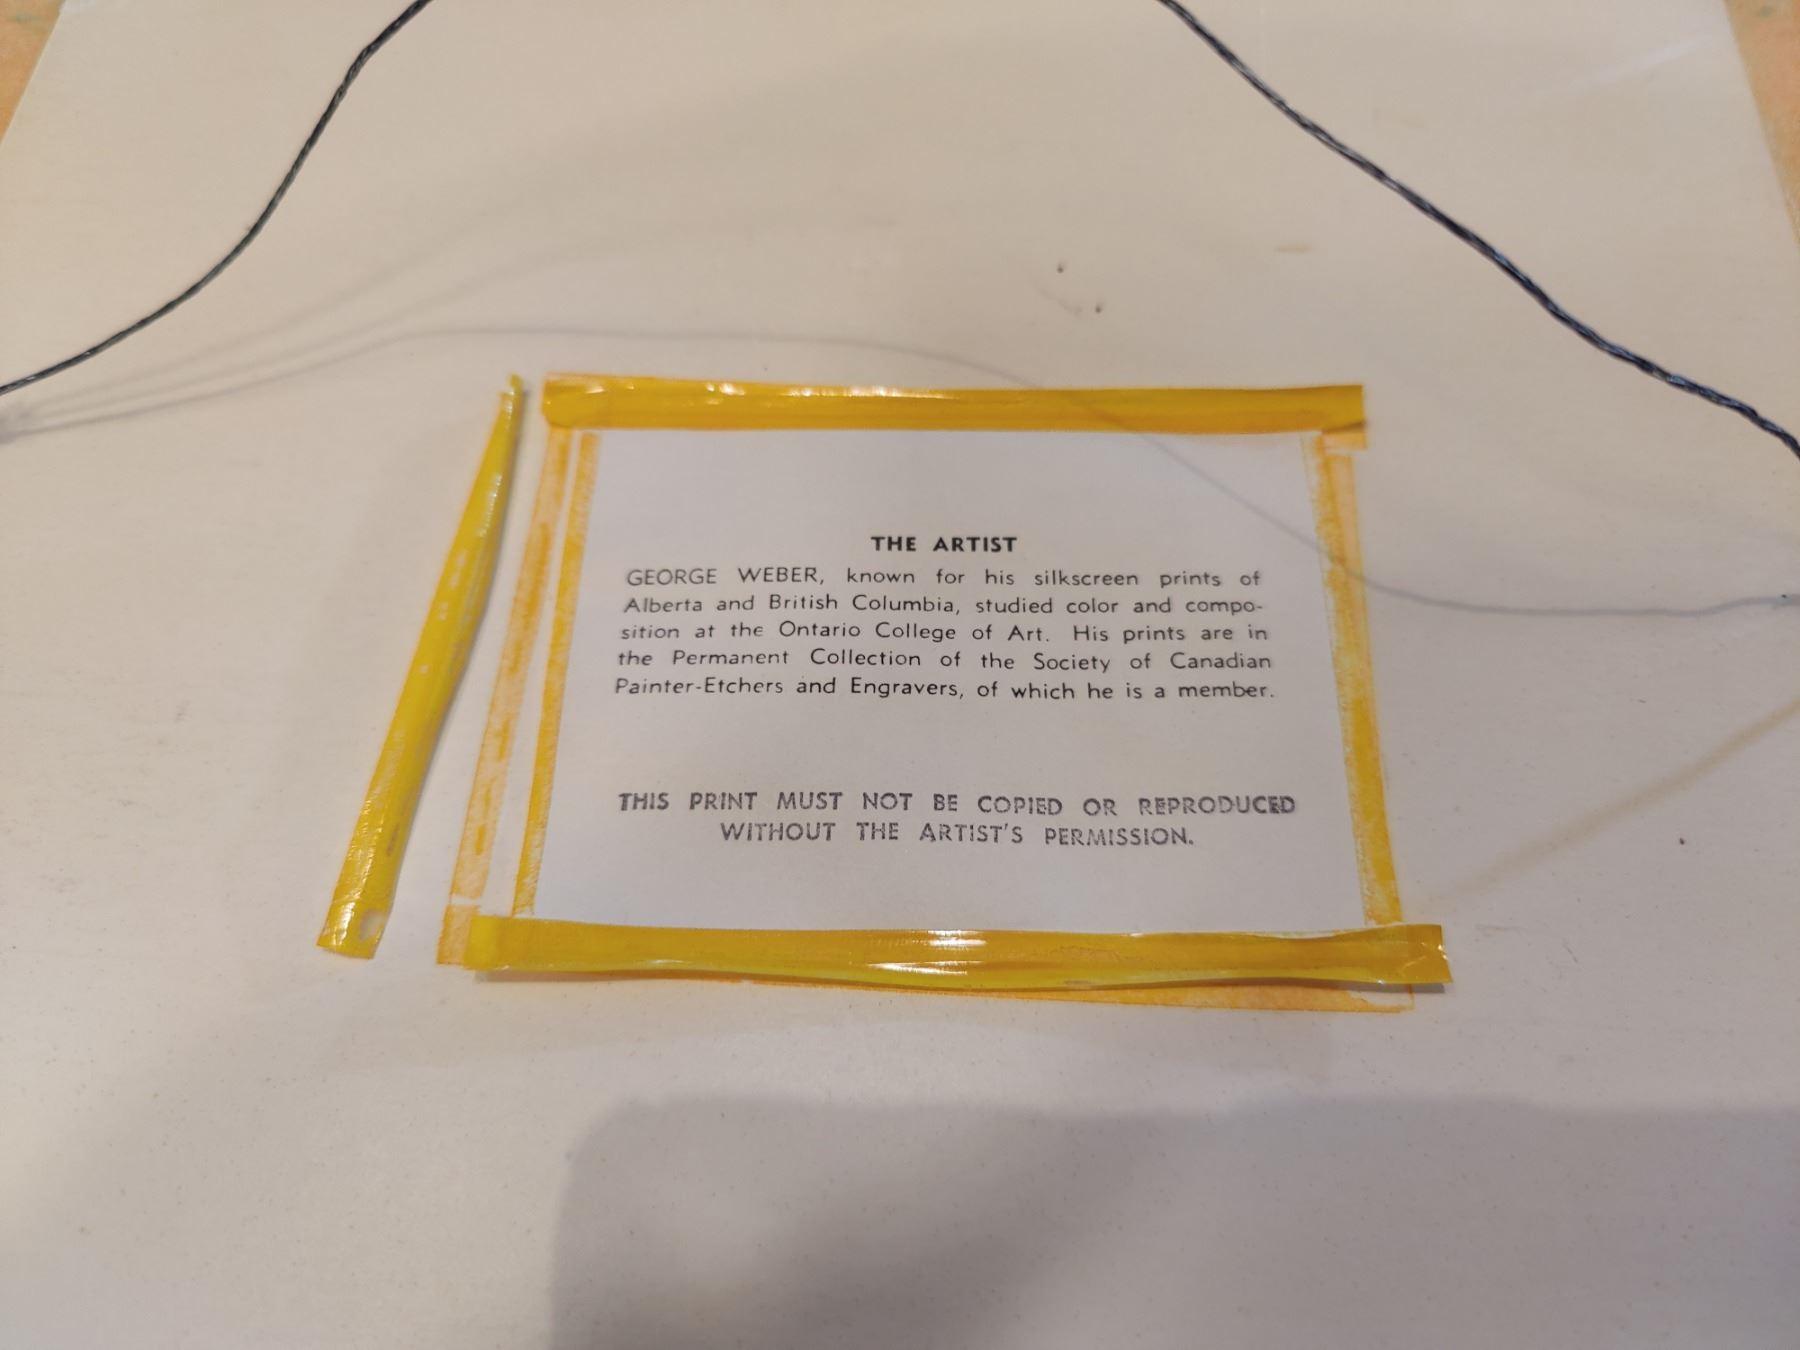 THE ARTIST
GEORGE WEBER, known for his silkscreen prints of
Alberta and British Columbia, studied color and compo-
sition at the Ontario College of Art. His prints are in
the Permanent Collection of the Society of Canadian
Painter-Etchers and Engravers, of which he is a member.
THIS PRINT MUST NOT BE COPIED OR REPRODUCED
WITHOUT THE ARTIST'S PERMISSION.